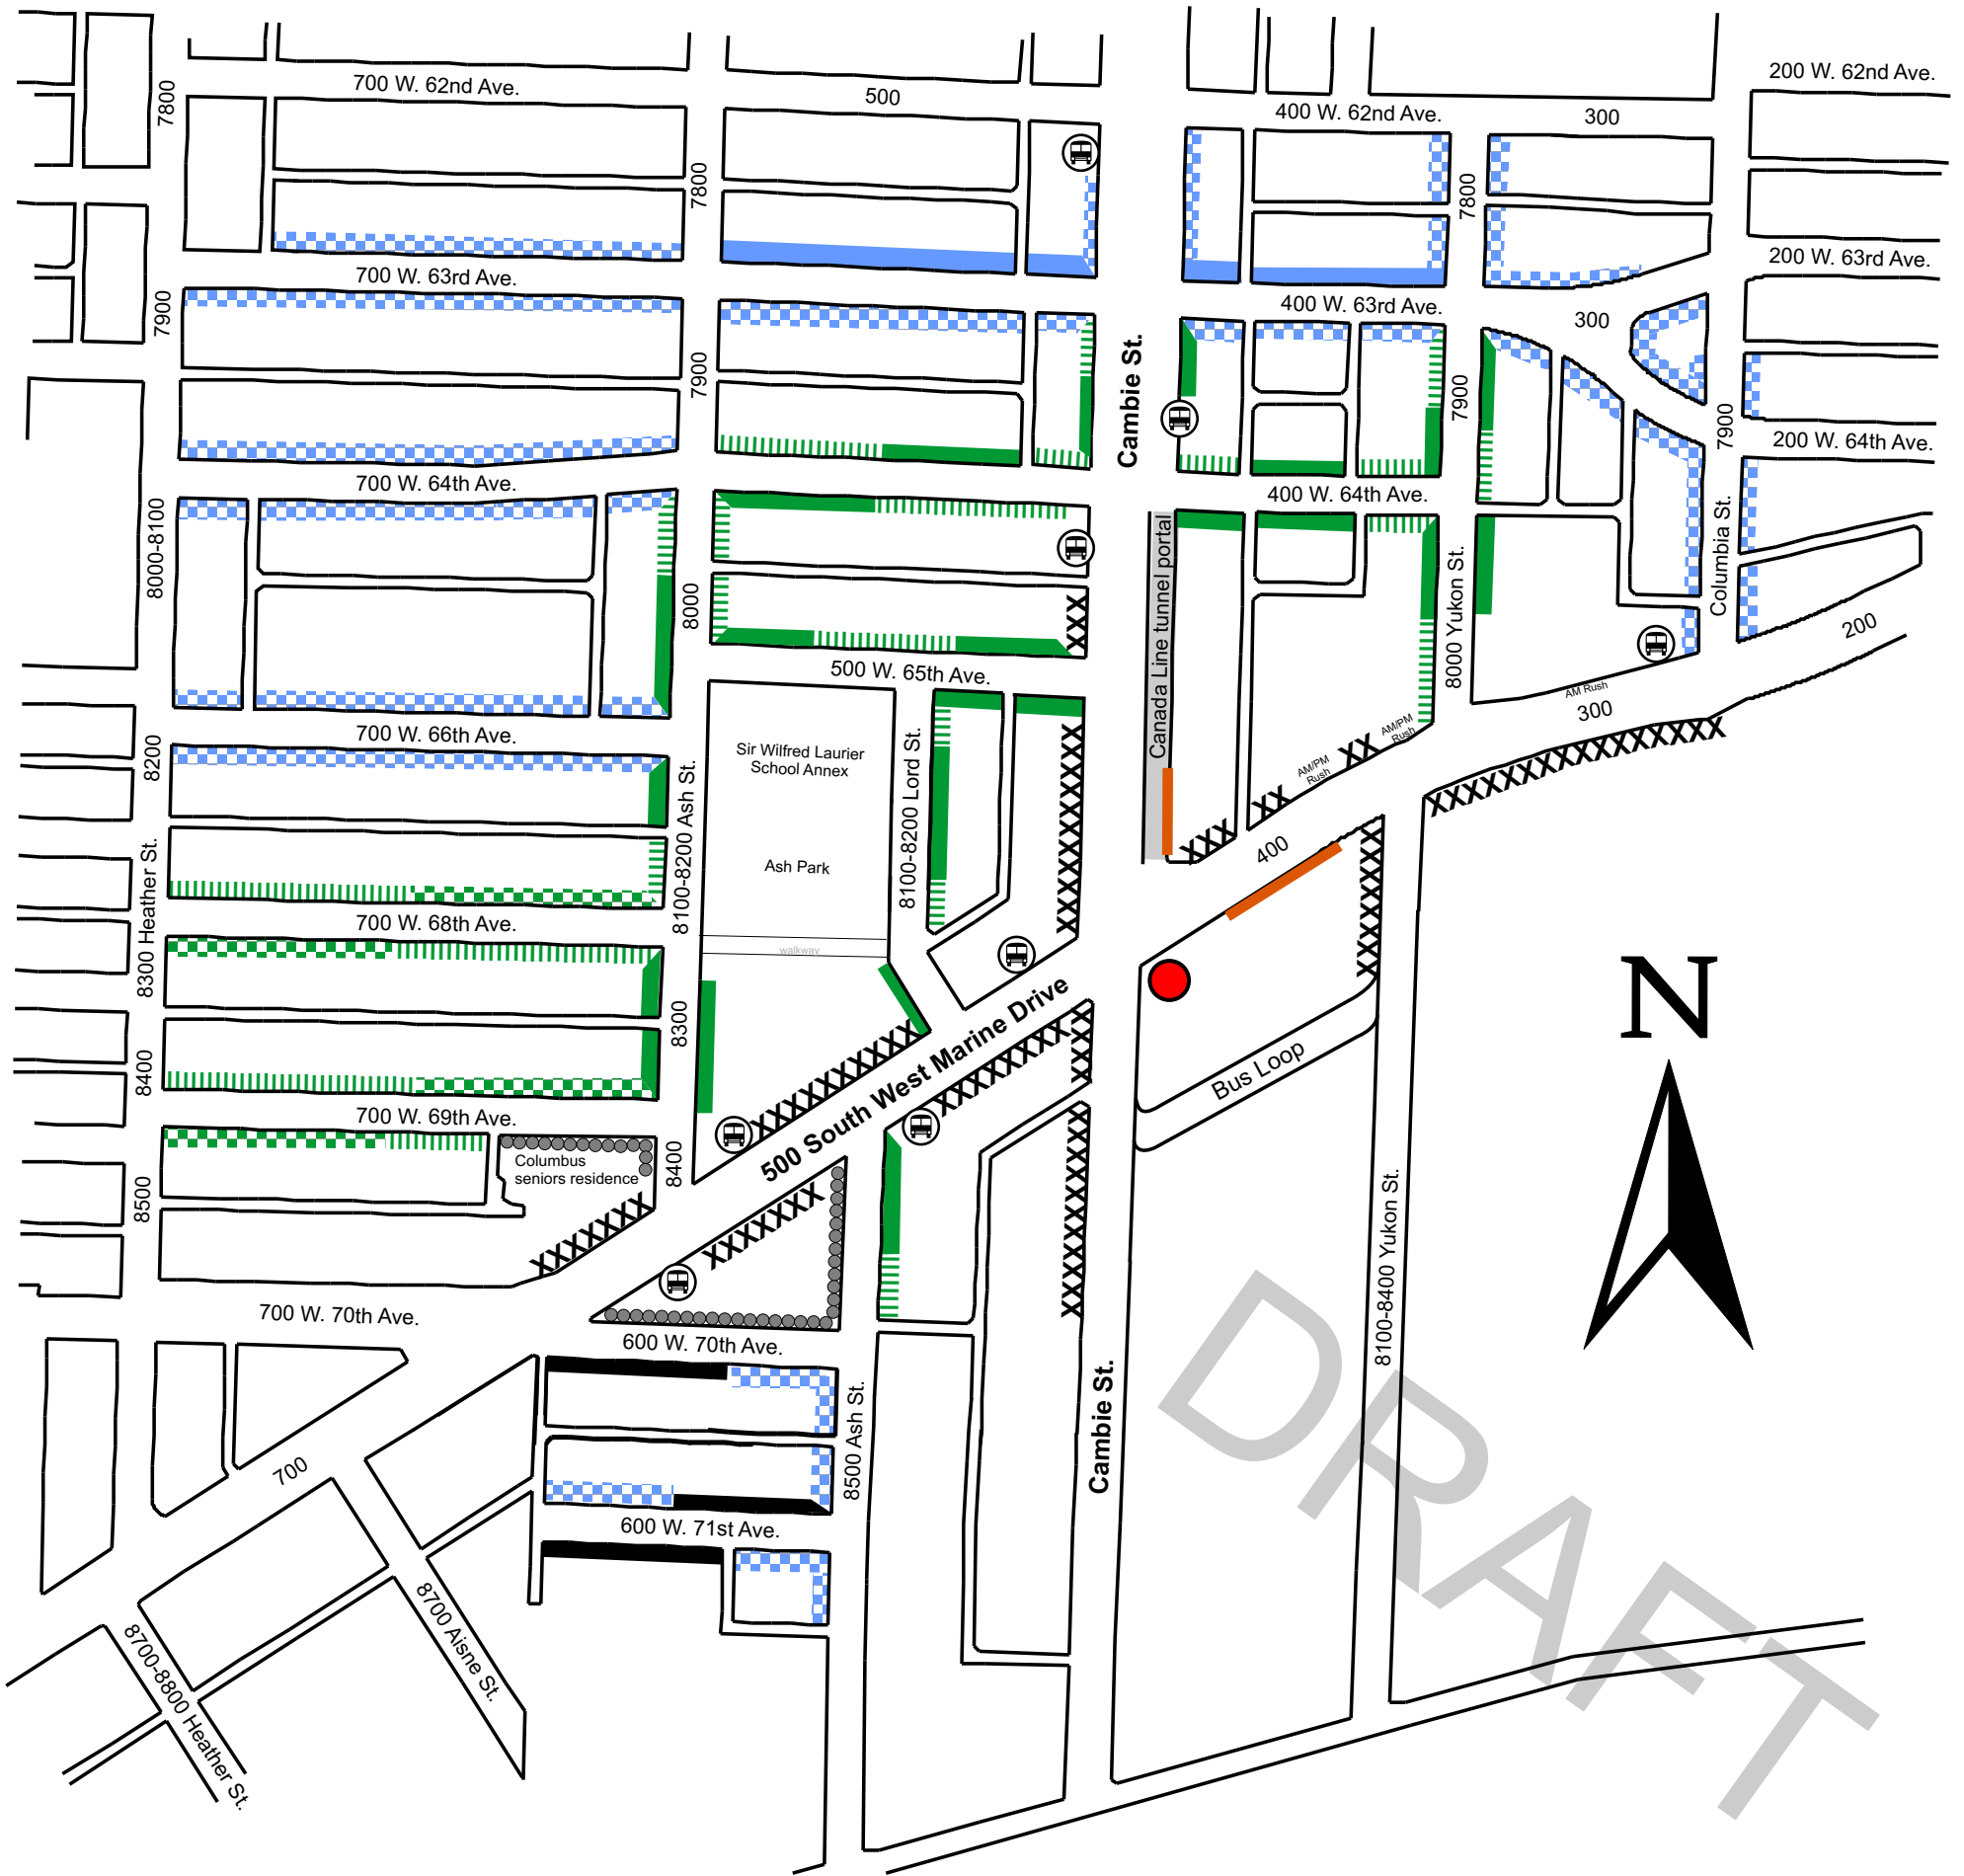 700 W. 62nd Ave.
500
400 W. 62nd Ave.
300
200 W. 62nd Ave.
7800
7800
7800
700 W. 63rd Ave.
400 W. 63rd Ave.
300
200 W. 63rd Ave.
7900
7900
Cambie St.
7900
7900
200 W. 64th Ave.
700 W. 64th Ave.
400 W. 64th Ave.
8000-8100
8000
Canada Line tunnel portal
8000 Yukon St.
Columbia St.
200
500 W. 65th Ave.
AM Rush
300
700 W. 66th Ave.
8200
Sir Wilfred Laurier
School Annex
8100-8200 Lord St.
AM/PM
Rush
AM/PM
Rush
8100-8200 Ash St.
Ash Park
400
8300 Heather St.
700 W. 68th Ave.
walkway
N
8300
500 South West Marine Drive
Bus Loop
8400
700 W. 69th Ave.
8400
Columbus
seniors residence
8500
8100-8400 Yukon St.
700 W. 70th Ave.
600 W. 70th Ave.
8500 Ash St.
Cambie St.
700
600 W. 71st Ave.
8700 Aisne St.
8700-8800 Heather St.
DRAFT